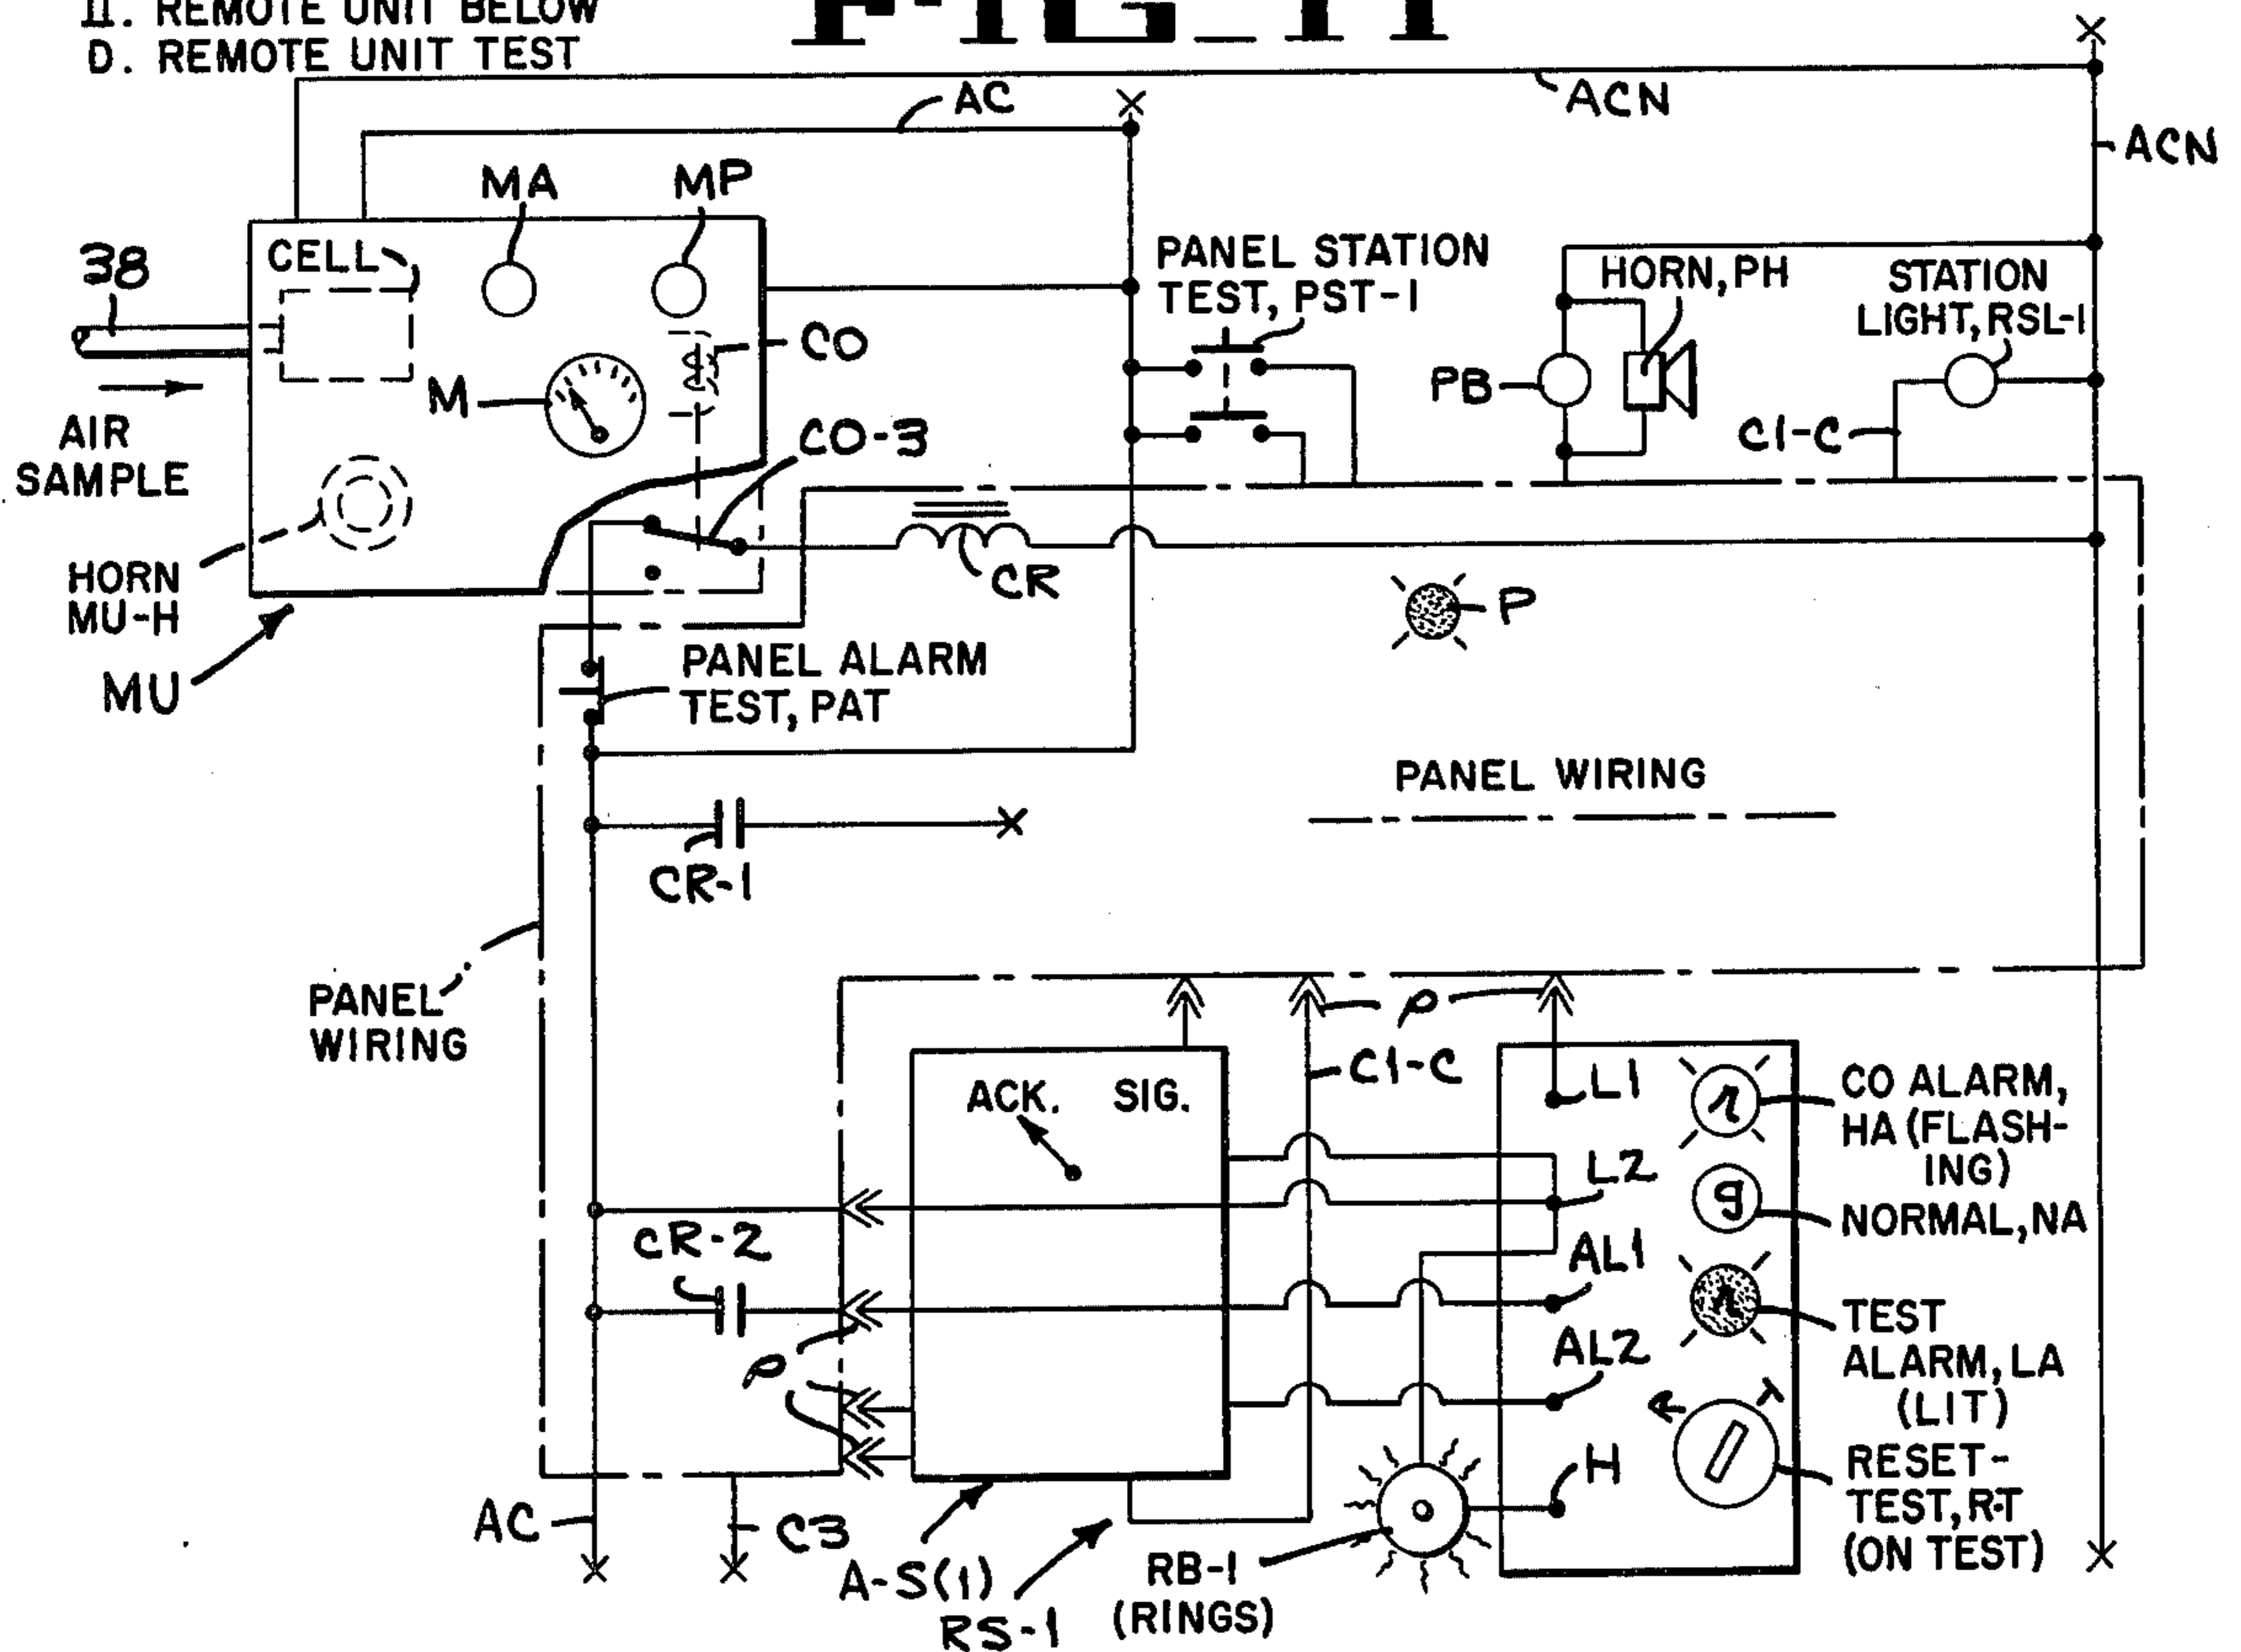 II. REMOTE UNIT BELOW
D. REMOTE UNIT TEST
FIG_11
AC
ACN
ACN
MA
MP
38
CELL
PANEL STATION
TEST, PST-1
HORN, PH
STATION
LIGHT, RSL-1
CO
M
PB
C1-C
AIR
SAMPLE
CO-3
HORN
MU-H
CR
P
MU
PANEL ALARM
TEST, PAT
PANEL WIRING
CR-1
PANEL
WIRING
P
C1-C
ACK.
SIG.
L1
CO ALARM,
HA (FLASH-
ING)
r
L2
g
NORMAL, NA
CR-2
AL1
r
TEST
ALARM, LA
(LIT)
P
AL2
R
T
H
RESET-
TEST, R-T
(ON TEST)
AC
C3
A-S(1)
RS-1
RB-1
(RINGS)